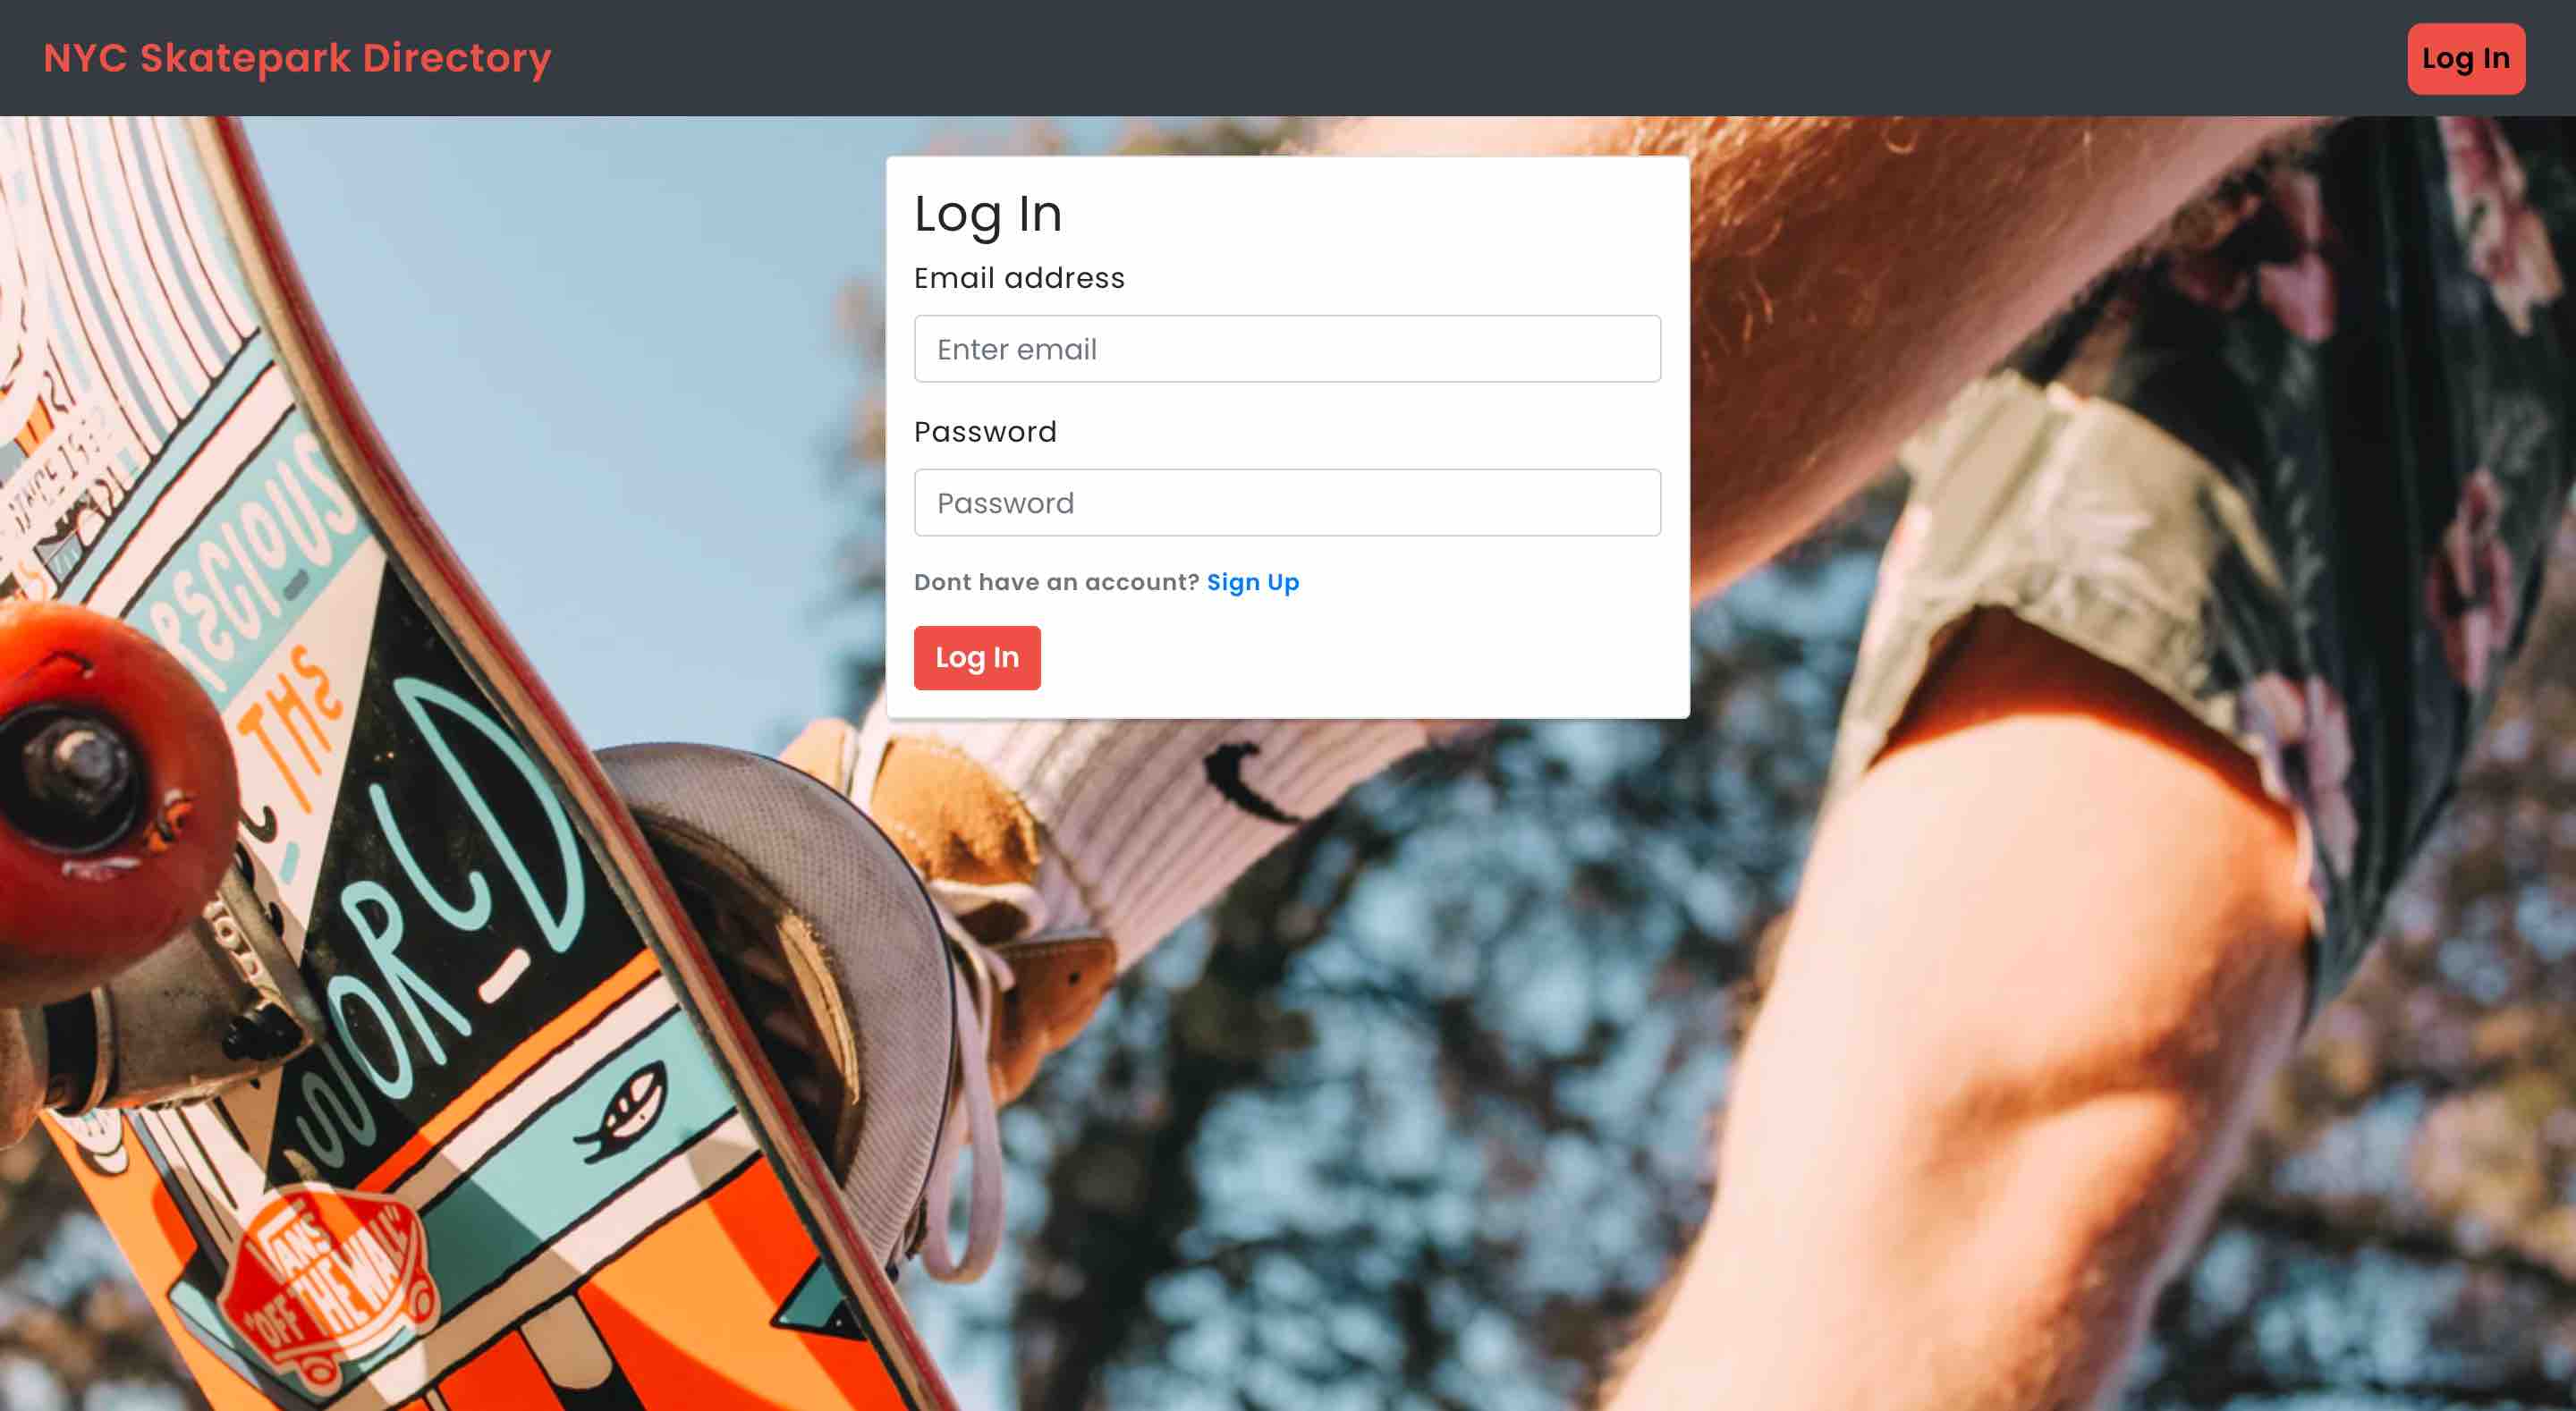 NYC Skatepark Directory
Log In
Log In
Email address
Enter email
Password
Password
Dont have an account? Sign Up
Log In
RECIOUS
THE
WORLD
VANS
"OFF THE WALL"